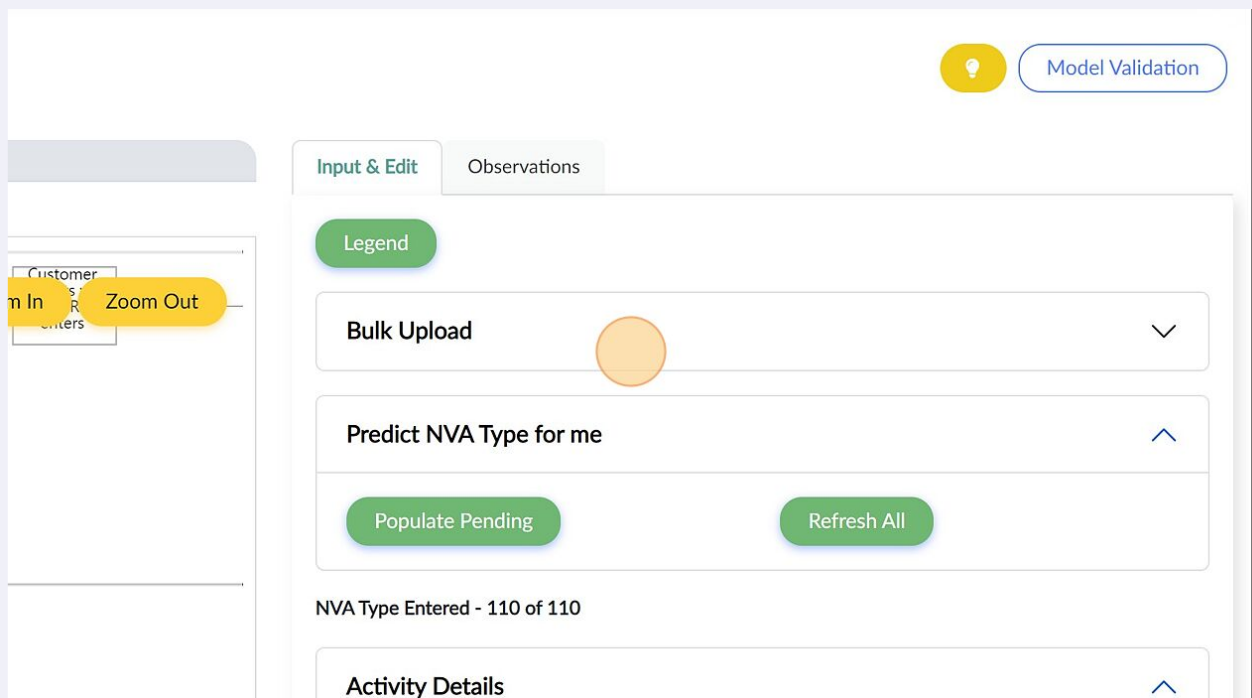 Model Validation
Input & Edit Observations
Legend
Customer
m In Zoom Out
enters
Bulk Upload
Predict NVA Type for me
Populate Pending Refresh All
NVA Type Entered - 110 of 110
Activity Details